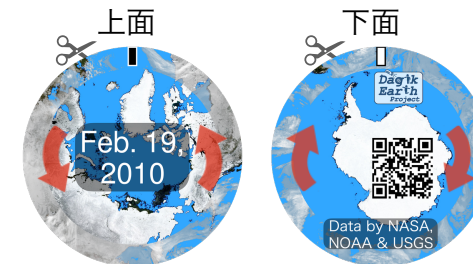 上面
下面
Dagik
Earth
Project
Feb. 19,
2010
Data by NASA,
NOAA & USGS